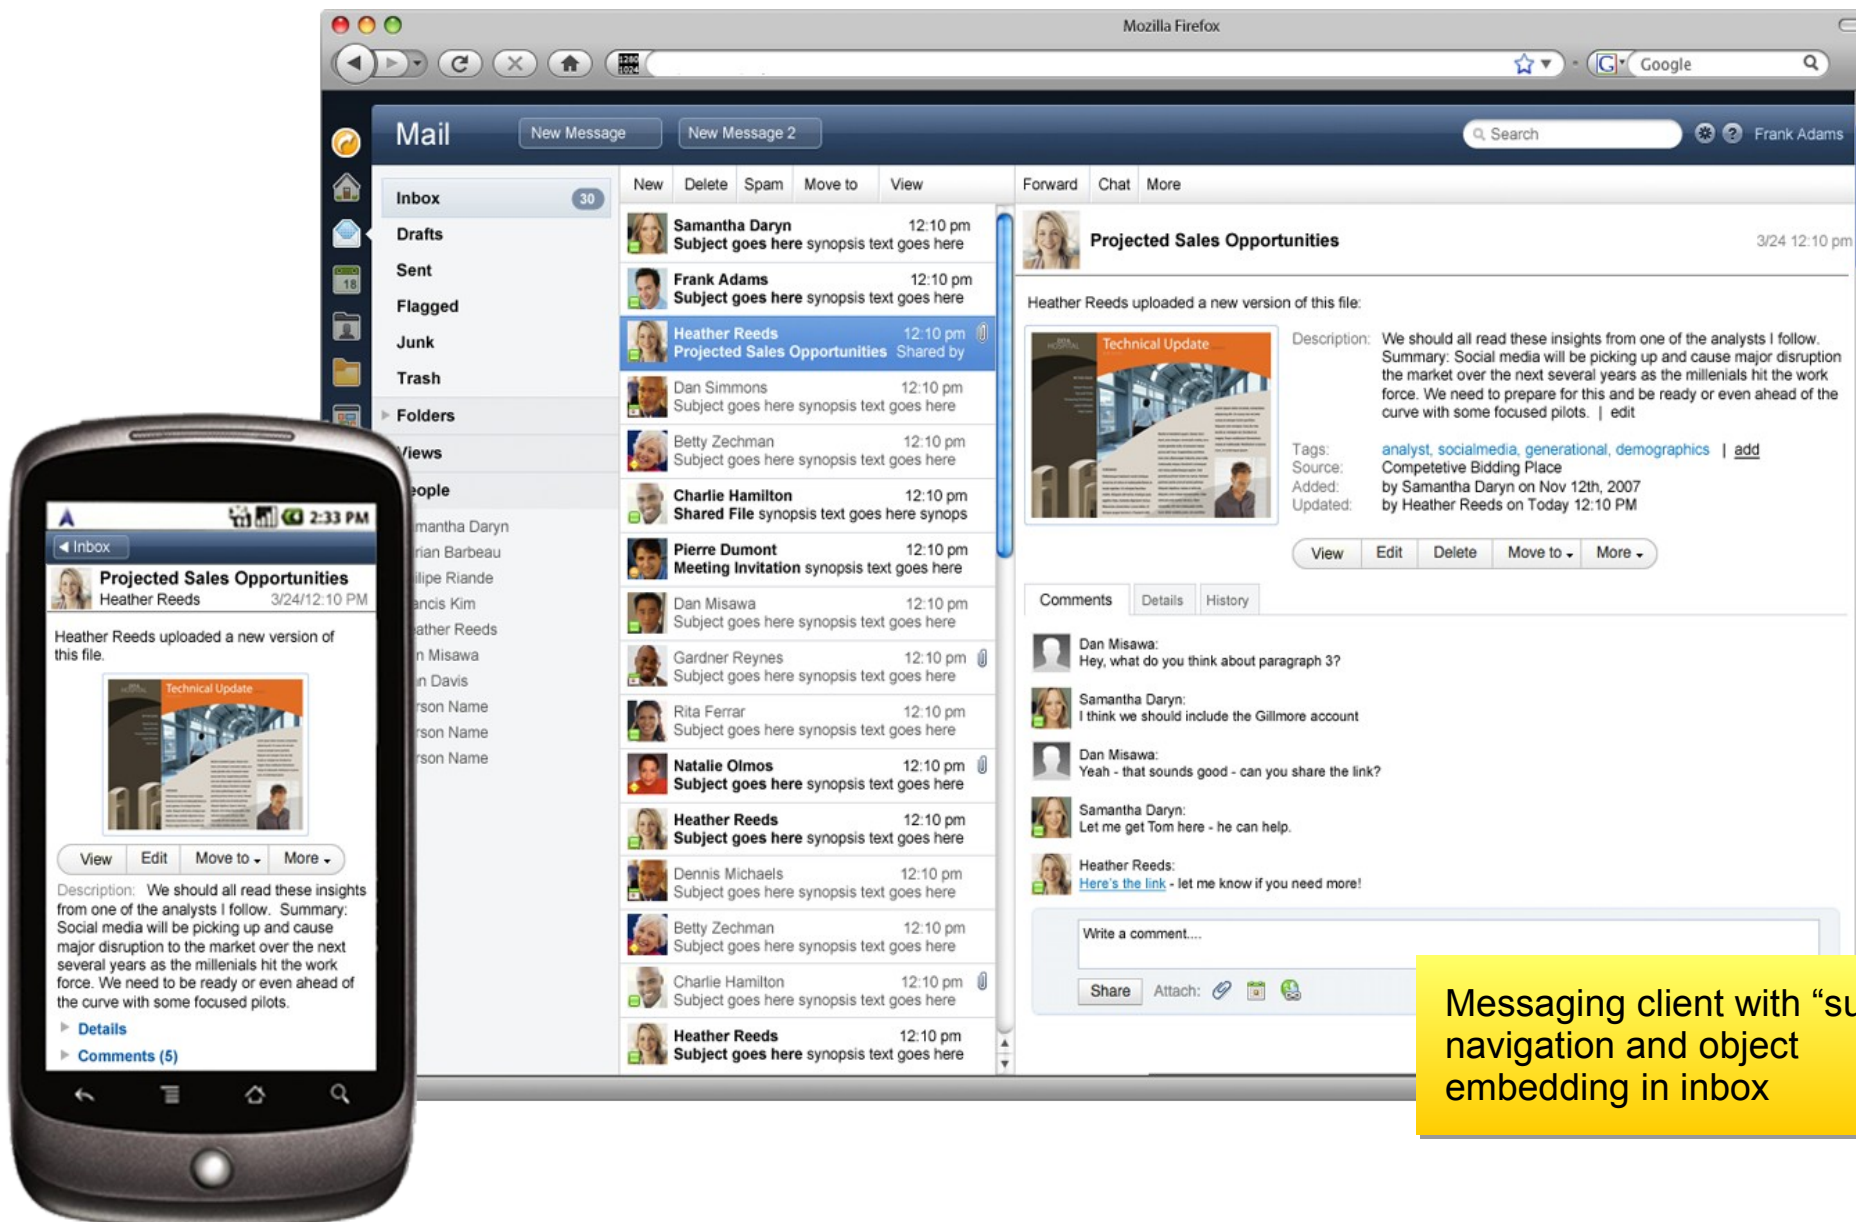 Mozilla Firefox
Google
Mail
New Message
New Message 2
Search
Frank Adams
Inbox 30
Drafts
Sent
Flagged
Junk
Trash
Folders
Views
People
Samantha Daryn
rian Barbeau
ilipe Riande
ancis Kim
ather Reeds
n Misawa
n Davis
rson Name
rson Name
rson Name
New Delete Spam Move to View
Samantha Daryn 12:10 pm
Subject goes here synopsis text goes here
Frank Adams 12:10 pm
Subject goes here synopsis text goes here
Heather Reeds 12:10 pm
Projected Sales Opportunities Shared by
Dan Simmons 12:10 pm
Subject goes here synopsis text goes here
Betty Zechman 12:10 pm
Subject goes here synopsis text goes here
Charlie Hamilton 12:10 pm
Shared File synopsis text goes here synops
Pierre Dumont 12:10 pm
Meeting Invitation synopsis text goes here
Dan Misawa 12:10 pm
Subject goes here synopsis text goes here
Gardner Reynes 12:10 pm
Subject goes here synopsis text goes here
Rita Ferrar 12:10 pm
Subject goes here synopsis text goes here
Natalie Olmos 12:10 pm
Subject goes here synopsis text goes here
Heather Reeds 12:10 pm
Subject goes here synopsis text goes here
Dennis Michaels 12:10 pm
Subject goes here synopsis text goes here
Betty Zechman 12:10 pm
Subject goes here synopsis text goes here
Charlie Hamilton 12:10 pm
Subject goes here synopsis text goes here
Heather Reeds 12:10 pm
Subject goes here synopsis text goes here
Forward Chat More
Projected Sales Opportunities 3/24 12:10 pm
Heather Reeds uploaded a new version of this file:
Technical Update
Description: We should all read these insights from one of the analysts I follow.
Summary: Social media will be picking up and cause major disruption
the market over the next several years as the millenials hit the work
force. We need to prepare for this and be ready or even ahead of the
curve with some focused pilots. | edit
Tags: analyst, socialmedia, generational, demographics | add
Source: Competetive Bidding Place
Added: by Samantha Daryn on Nov 12th, 2007
Updated: by Heather Reeds on Today 12:10 PM
View Edit Delete Move to More
Comments Details History
Dan Misawa:
Hey, what do you think about paragraph 3?
Samantha Daryn:
I think we should include the Gillmore account
Dan Misawa:
Yeah - that sounds good - can you share the link?
Samantha Daryn:
Let me get Tom here - he can help.
Heather Reeds:
Here's the link - let me know if you need more!
Write a comment....
Share Attach:
Messaging client with “su
navigation and object
embedding in inbox
2:33 PM
Inbox
Projected Sales Opportunities
Heather Reeds 3/24/12:10 PM
Heather Reeds uploaded a new version of
this file.
Technical Update
View Edit Move to More
Description: We should all read these insights
from one of the analysts I follow. Summary:
Social media will be picking up and cause
major disruption to the market over the next
several years as the millenials hit the work
force. We need to be ready or even ahead of
the curve with some focused pilots.
Details
Comments (5)